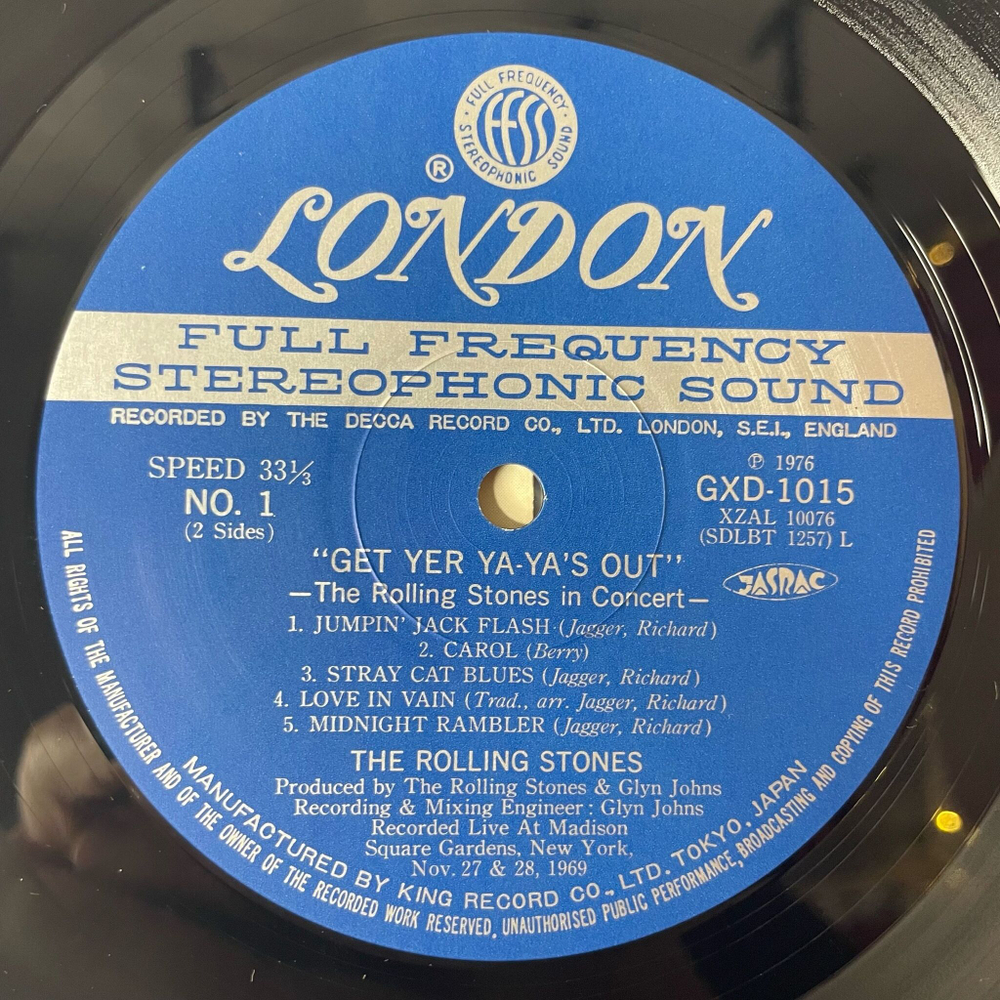 FULL FREQUENCY
ffss
STEREOPHONIC SOUND
®
LONDON
FULL FREQUENCY
STEREOPHONIC SOUND
RECORDED BY THE DECCA RECORD CO., LTD. LONDON, S.E.I., ENGLAND
SPEED 33⅓
NO. 1
(2 Sides)
℗ 1976
GXD-1015
XZAL 10076
(SDLBT 1257) L
JASRAC
"GET YER YA-YA'S OUT"
—The Rolling Stones in Concert—
1. JUMPIN' JACK FLASH (Jagger, Richard)
2. CAROL (Berry)
3. STRAY CAT BLUES (Jagger, Richard)
4. LOVE IN VAIN (Trad., arr. Jagger, Richard)
5. MIDNIGHT RAMBLER (Jagger, Richard)
THE ROLLING STONES
Produced by The Rolling Stones & Glyn Johns
Recording & Mixing Engineer : Glyn Johns
Recorded Live At Madison
Square Gardens, New York,
Nov. 27 & 28, 1969
MANUFACTURED BY KING RECORD CO., LTD. TOKYO, JAPAN
ALL RIGHTS OF THE MANUFACTURER AND OF THE OWNER OF THE RECORDED WORK RESERVED, UNAUTHORISED PUBLIC PERFORMANCE, BROADCASTING AND COPYING OF THIS RECORD PROHIBITED